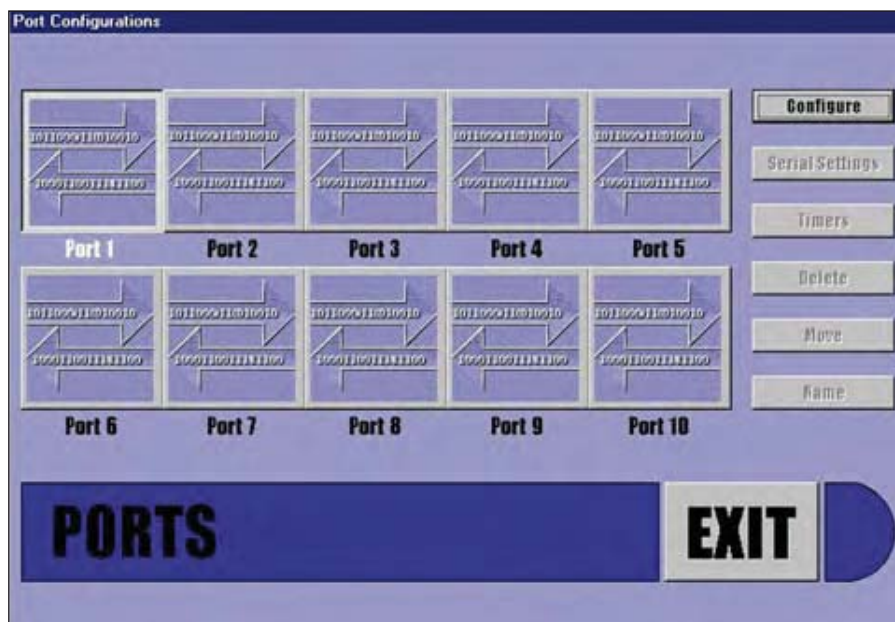 Port Configurations
Configure
Serial Settings
Timers
Delete
Move
Name
Port 1 Port 2 Port 3 Port 4 Port 5
Port 6 Port 7 Port 8 Port 9 Port 10
PORTS EXIT